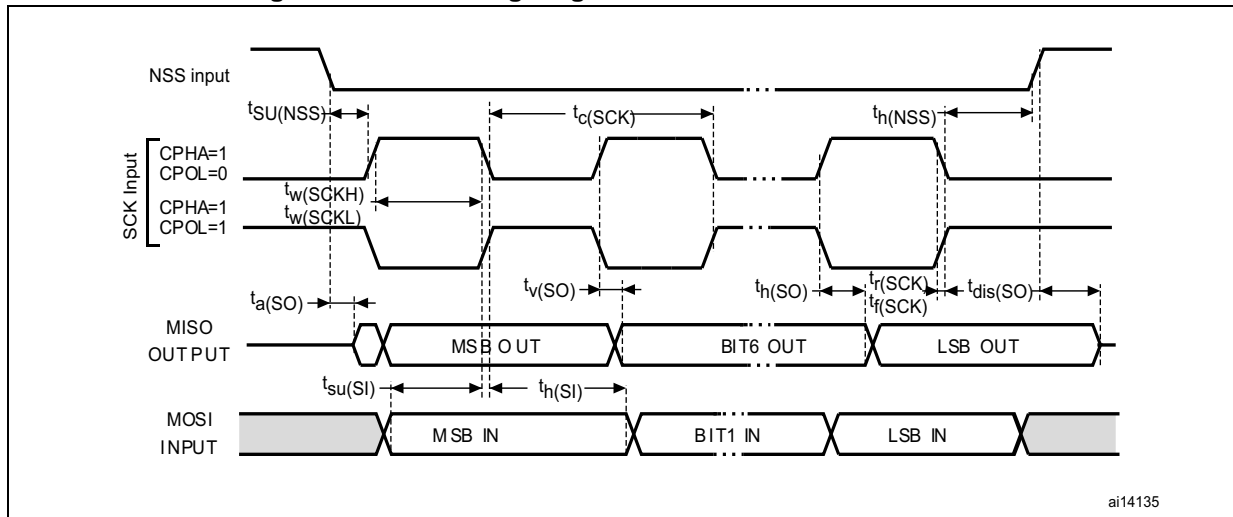 NSS input
tSU(NSS)
tc(SCK)
th(NSS)
SCK Input
CPHA=1
CPOL=0
tw(SCKH)
tw(SCKL)
CPHA=1
CPOL=1
ta(SO)
tv(SO)
th(SO)
tr(SCK)
tf(SCK)
tdis(SO)
MISO
OUTPUT
MSB OUT
BIT6 OUT
LSB OUT
tsu(SI)
th(SI)
MOSI
INPUT
MSB IN
BIT1 IN
LSB IN
ai14135